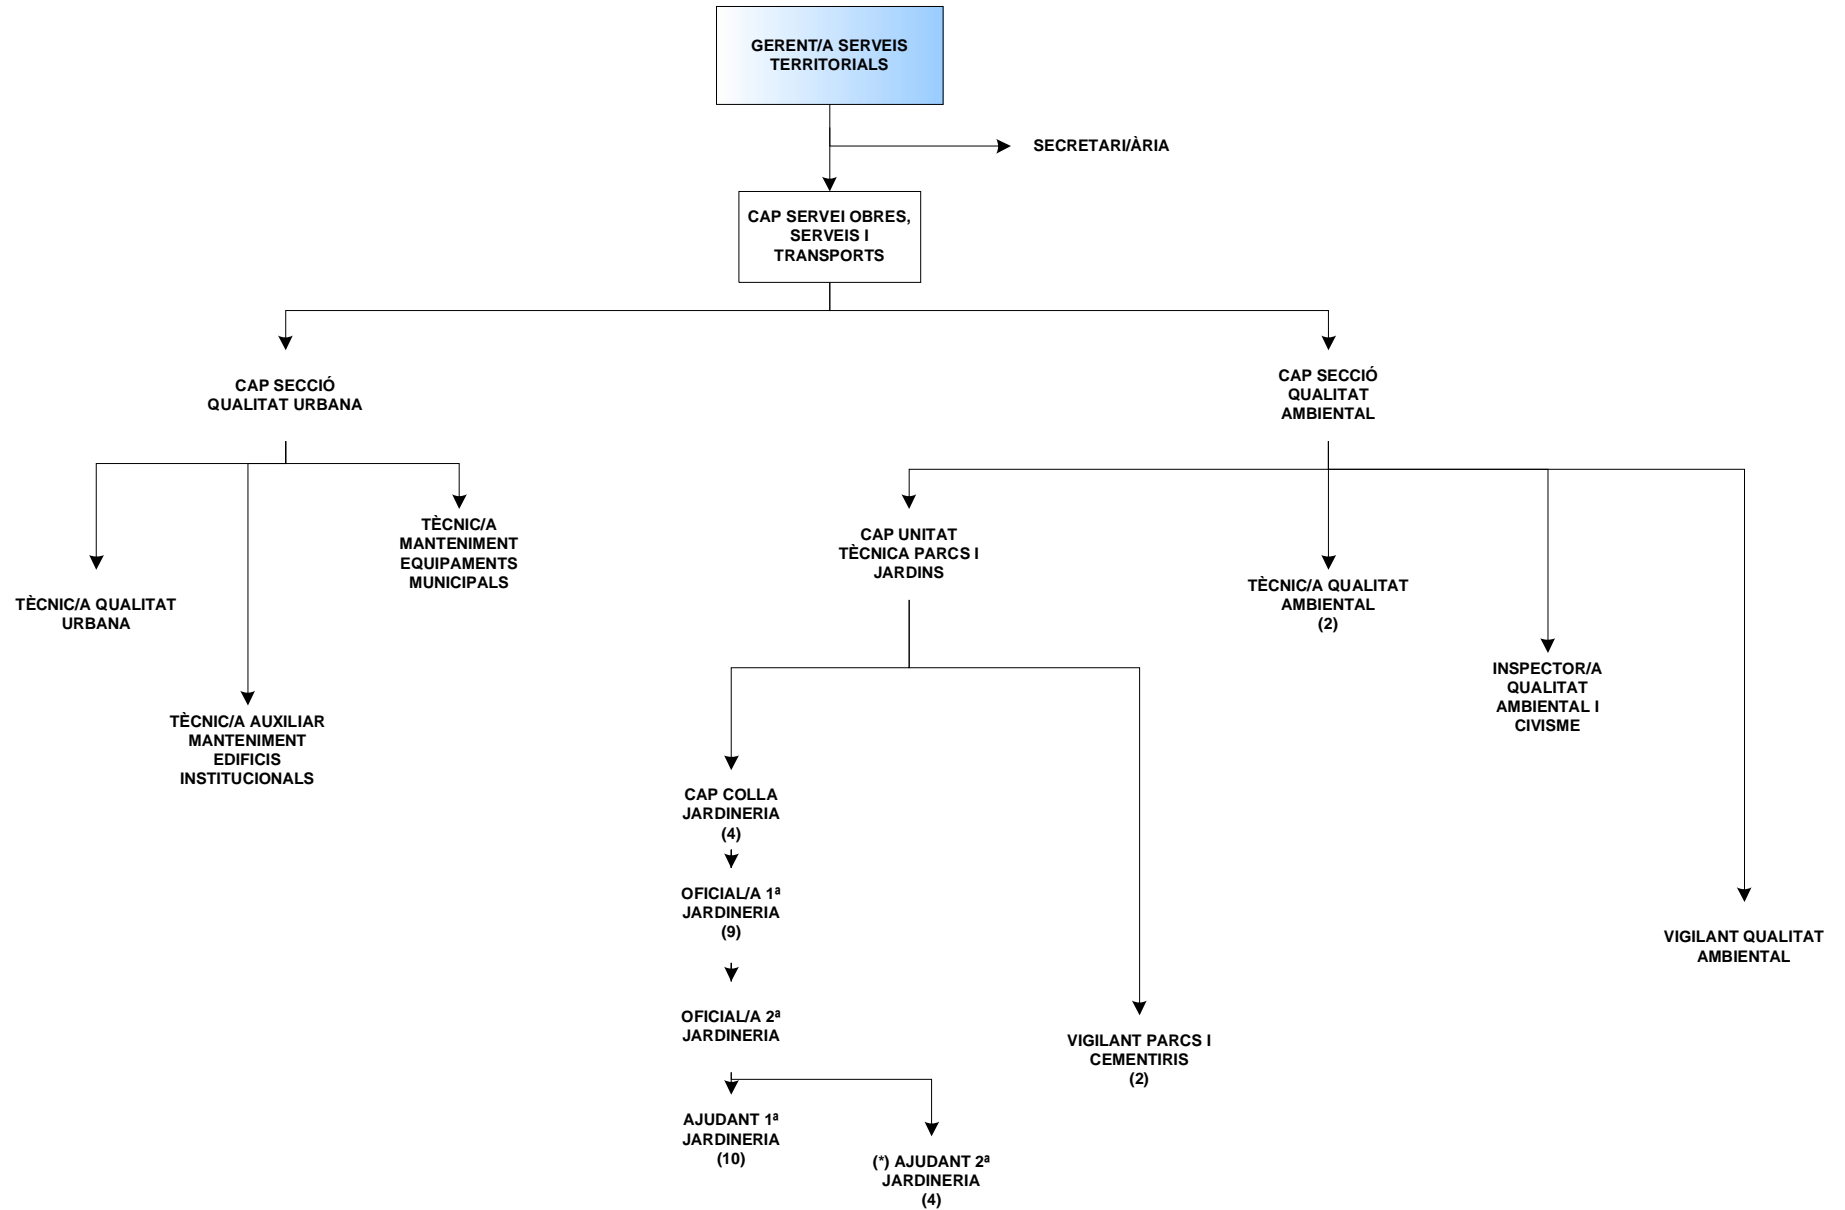 GERENT/A SERVEIS
TERRITORIALS
SECRETARI/ÀRIA
CAP SERVEI OBRES,
SERVEIS I
TRANSPORTS
CAP SECCIÓ
QUALITAT URBANA
CAP SECCIÓ
QUALITAT
AMBIENTAL
TÈCNIC/A QUALITAT
URBANA
TÈCNIC/A AUXILIAR
MANTENIMENT
EDIFICIS
INSTITUCIONALS
TÈCNIC/A
MANTENIMENT
EQUIPAMENTS
MUNICIPALS
CAP UNITAT
TÈCNICA PARCS I
JARDINS
TÈCNIC/A QUALITAT
AMBIENTAL
(2)
INSPECTOR/A
QUALITAT
AMBIENTAL I
CIVISME
VIGILANT QUALITAT
AMBIENTAL
CAP COLLA
JARDINERIA
(4)
OFICIAL/A 1ª
JARDINERIA
(9)
OFICIAL/A 2ª
JARDINERIA
AJUDANT 1ª
JARDINERIA
(10)
(*) AJUDANT 2ª
JARDINERIA
(4)
VIGILANT PARCS I
CEMENTIRIS
(2)